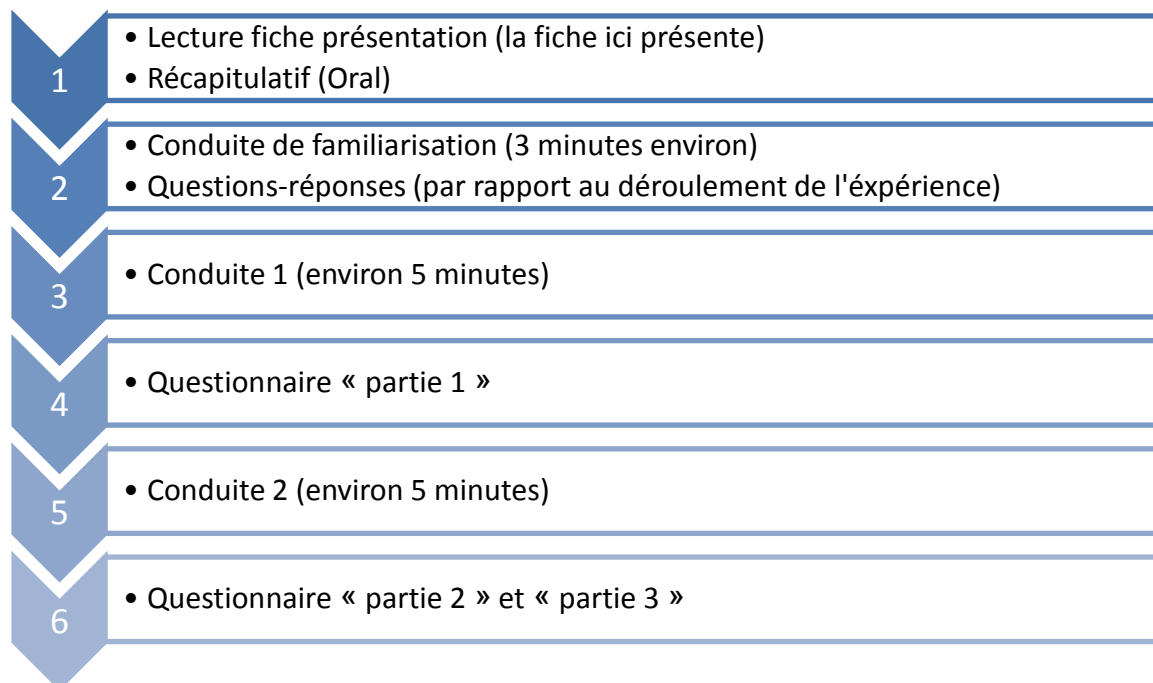 1
• Lecture fiche présentation (la fiche ici présente)
• Récapitulatif (Oral)
2
• Conduite de familiarisation (3 minutes environ)
• Questions-réponses (par rapport au déroulement de l'éxpérience)
3
• Conduite 1 (environ 5 minutes)
4
• Questionnaire « partie 1 »
5
• Conduite 2 (environ 5 minutes)
6
• Questionnaire « partie 2 » et « partie 3 »